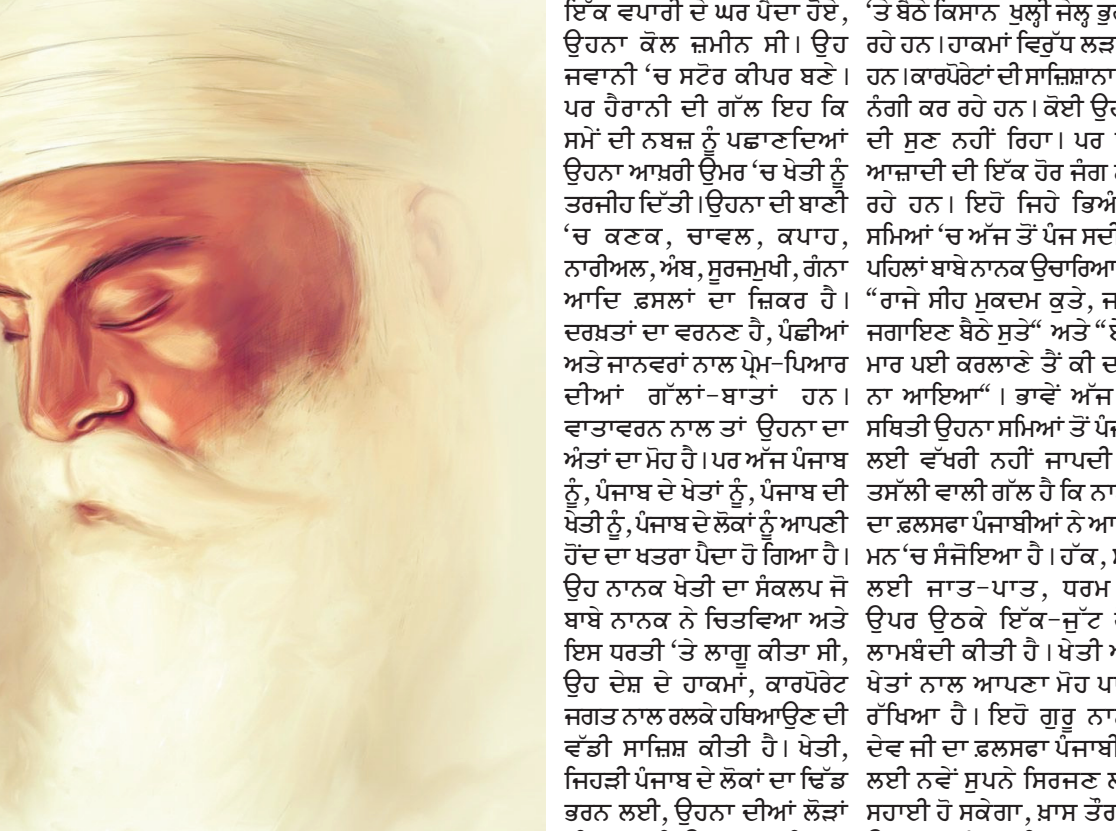 ਇੱਕ ਵਪਾਰੀ ਦੇ ਘਰ ਪੈਦਾ ਹੋਏ,
ਉਹਨਾ ਕੋਲ ਜ਼ਮੀਨ ਸੀ। ਉਹ
ਜਵਾਨੀ ‘ਚ ਸਟੋਰ ਕੀਪਰ ਬਣੇ।
ਪਰ ਹੈਰਾਨੀ ਦੀ ਗੱਲ ਇਹ ਕਿ
ਸਮੇਂ ਦੀ ਨਬਜ਼ ਨੂੰ ਪਛਾਣਦਿਆਂ
ਉਹਨਾ ਆਖ਼ਰੀ ਉਮਰ ‘ਚ ਖੇਤੀ ਨੂੰ
ਤਰਜੀਹ ਦਿੱਤੀ।ਉਹਨਾ ਦੀ ਬਾਣੀ
‘ਚ ਕਣਕ, ਚਾਵਲ, ਕਪਾਹ,
ਨਾਰੀਅਲ,ਅੰਬ,ਸੂਰਜਮੁਖੀ,ਗੰਨਾ
ਆਦਿ ਫ਼ਸਲਾਂ ਦਾ ਜ਼ਿਕਰ ਹੈ।
ਦਰਖ਼ਤਾਂ ਦਾ ਵਰਨਣ ਹੈ, ਪੰਛੀਆਂ
ਅਤੇ ਜਾਨਵਰਾਂ ਨਾਲ ਪ੍ਰੇਮ-ਪਿਆਰ
ਦੀਆਂ ਗੱਲਾਂ-ਬਾਤਾਂ ਹਨ।
ਵਾਤਾਵਰਨ ਨਾਲ ਤਾਂ ਉਹਨਾ ਦਾ
ਅੰਤਾਂ ਦਾ ਮੋਹ ਹੈ।ਪਰ ਅੱਜ ਪੰਜਾਬ
ਨੂੰ, ਪੰਜਾਬ ਦੇ ਖੇਤਾਂ ਨੂੰ, ਪੰਜਾਬ ਦੀ
ਖੇਤੀ ਨੂੰ,ਪੰਜਾਬ ਦੇ ਲੋਕਾਂ ਨੂੰ ਆਪਣੀ
ਹੋਂਦ ਦਾ ਖਤਰਾ ਪੈਦਾ ਹੋ ਗਿਆ ਹੈ।
ਉਹ ਨਾਨਕ ਖੇਤੀ ਦਾ ਸੰਕਲਪ ਜੋ
ਬਾਬੇ ਨਾਨਕ ਨੇ ਚਿਤਵਿਆ ਅਤੇ
ਇਸ ਧਰਤੀ ‘ਤੇ ਲਾਗੂ ਕੀਤਾ ਸੀ,
ਉਹ ਦੇਸ਼ ਦੇ ਹਾਕਮਾਂ, ਕਾਰਪੋਰੇਟ
ਜਗਤ ਨਾਲ ਰਲਕੇ ਹਥਿਆਉਣ ਦੀ
ਵੱਡੀ ਸਾਜ਼ਿਸ਼ ਕੀਤੀ ਹੈ। ਖੇਤੀ,
ਜਿਹੜੀ ਪੰਜਾਬ ਦੇ ਲੋਕਾਂ ਦਾ ਢਿੱਡ
ਭਰਨ ਲਈ, ਉਹਨਾ ਦੀਆਂ ਲੋੜਾਂ
‘ਤੇ ਬੈਠੇ ਕਿਸਾਨ ਖੁਲ੍ਹੀ ਜੇਲ੍ਹ
ਰਹੇ ਹਨ।ਹਾਕਮਾਂ ਵਿਰੁੱਧ
ਹਨ।ਕਾਰਪੋਰੇਟਾਂ ਦੀ ਸਾਜ਼ਿਸ਼ਾਨਾ
ਨੰਗੀ ਕਰ ਰਹੇ ਹਨ। ਕੋਈ
ਦੀ ਸੁਣ ਨਹੀਂ ਰਿਹਾ। ਪਰ
ਆਜ਼ਾਦੀ ਦੀ ਇੱਕ ਹੋਰ ਜੰਗ
ਰਹੇ ਹਨ। ਇਹੋ ਜਿਹੇ
ਸਮਿਆਂ ‘ਚ ਅੱਜ ਤੋਂ ਪੰਜ
ਪਹਿਲਾਂ ਬਾਬੇ ਨਾਨਕ ਉਚਾਰਿਆ
“ਰਾਜੇ ਸੀਹ ਮੁਕਦਮ ਕੁਤੇ,
ਜਗਾਇਣ ਬੈਠੇ ਸੁਤੇ“ ਅਤੇ
ਮਾਰ ਪਈ ਕਰਲਾਣੇ ਤੈਂ ਕੀ
ਨਾ ਆਇਆ“। ਭਾਵੇਂ ਅੱਜ
ਸਥਿਤੀ ਉਹਨਾ ਸਮਿਆਂ ਤੋਂ
ਲਈ ਵੱਖਰੀ ਨਹੀਂ ਜਾਪਦੀ
ਤਸੱਲੀ ਵਾਲੀ ਗੱਲ ਹੈ ਕਿ
ਦਾ ਫ਼ਲਸਫਾ ਪੰਜਾਬੀਆਂ ਨੇ
ਮਨ ‘ਚ ਸੰਜੋਇਆ ਹੈ। ਹੱਕ,
ਲਈ ਜਾਤ-ਪਾਤ, ਧਰਮ
ਉਪਰ ਉਠਕੇ ਇੱਕ-ਜੁੱਟ
ਲਾਮਬੰਦੀ ਕੀਤੀ ਹੈ। ਖੇਤੀ
ਖੇਤਾਂ ਨਾਲ ਆਪਣਾ ਮੋਹ
ਰੱਖਿਆ ਹੈ। ਇਹੋ ਗੁਰੂ
ਦੇਵ ਜੀ ਦਾ ਫ਼ਲਸਫਾ
ਲਈ ਨਵੇਂ ਸੁਪਨੇ ਸਿਰਜਣ
ਸਹਾਈ ਹੋ ਸਕੇਗਾ, ਖ਼ਾਸ